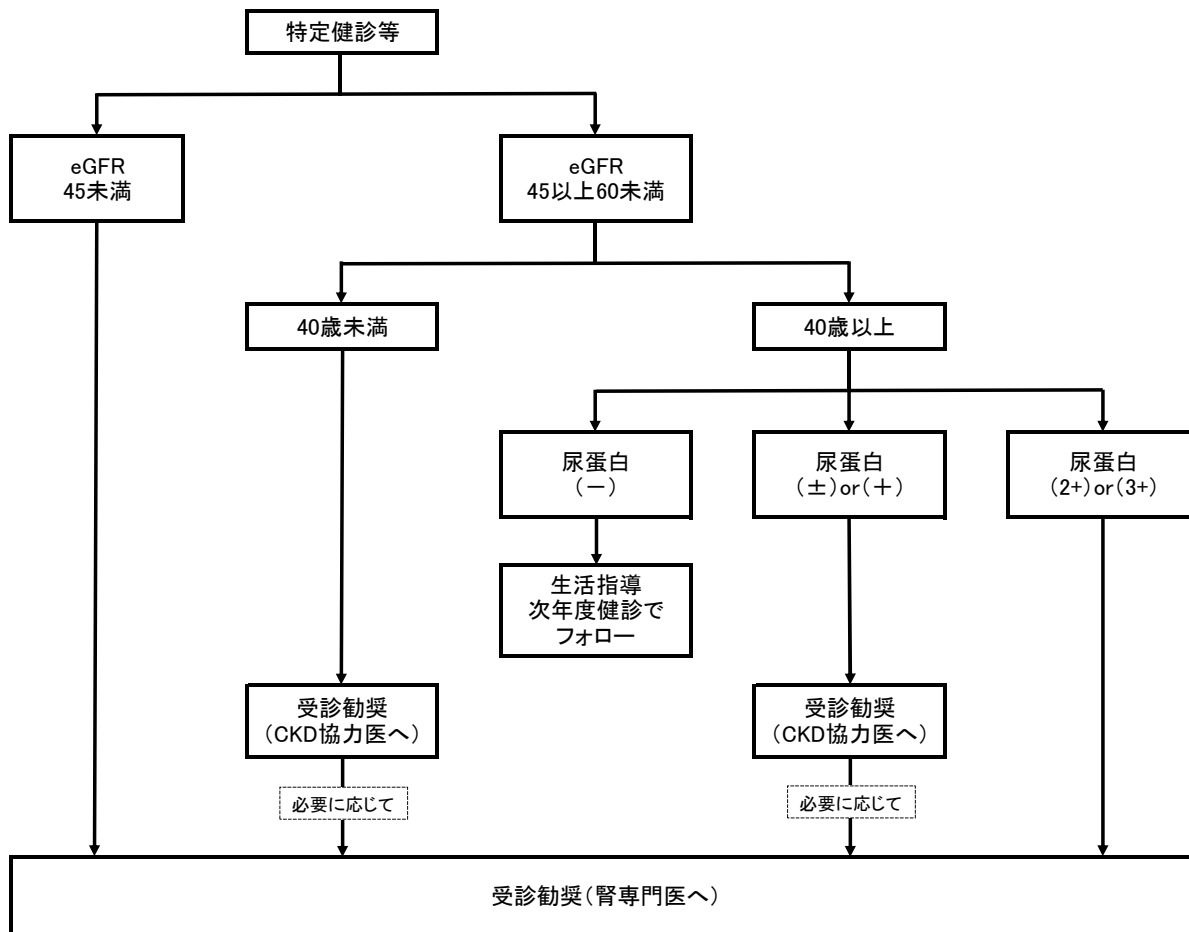 特定健診等
eGFR
45未満
eGFR
45以上60未満
40歳未満
40歳以上
尿蛋白
(－)
尿蛋白
(±)or(＋)
尿蛋白
(2+)or(3+)
生活指導
次年度健診で
フォロー
受診勧奨
(CKD協力医へ)
受診勧奨
(CKD協力医へ)
必要に応じて
必要に応じて
受診勧奨(腎専門医へ)